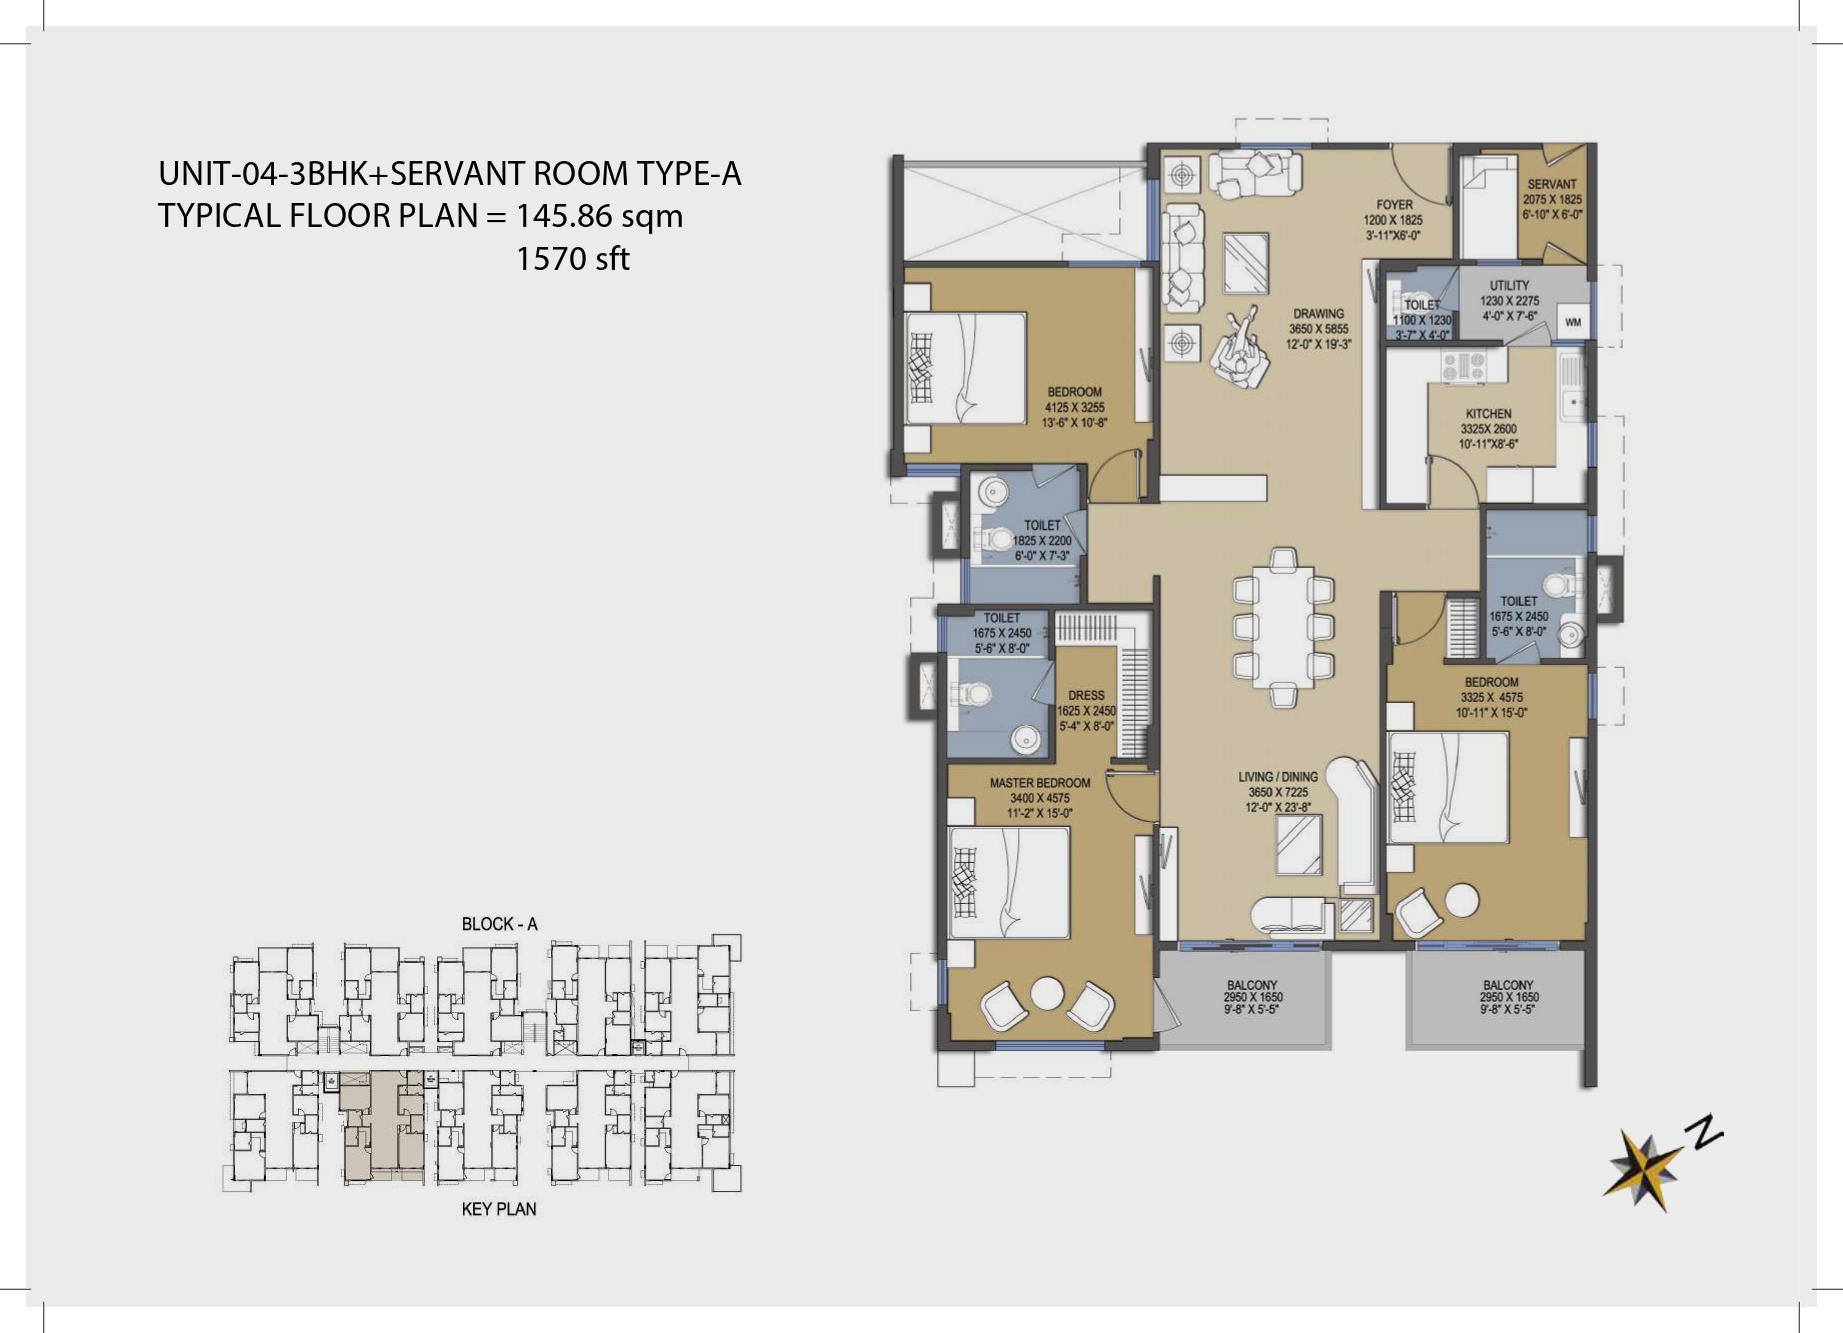 UNIT-04-3BHK+SERVANT ROOM TYPE-A
TYPICAL FLOOR PLAN = 145.86 sqm
1570 sft
SERVANT
2075 X 1825
6'-10" X 6'-0"
FOYER
1200 X 1825
3'-11"X6'-0"
UTILITY
1230 X 2275
4'-0" X 7'-6"
WM
TOILET
1100 X 1230
3'-7" X 4'-0"
DRAWING
3650 X 5855
12'-0" X 19'-3"
BEDROOM
4125 X 3255
13'-6" X 10'-8"
KITCHEN
3325X 2600
10'-11"X8'-6"
TOILET
1825 X 2200
6'-0" X 7'-3"
TOILET
1675 X 2450
5'-6" X 8'-0"
TOILET
1675 X 2450
5'-6" X 8'-0"
DRESS
1625 X 2450
5'-4" X 8'-0"
BEDROOM
3325 X 4575
10'-11" X 15'-0"
MASTER BEDROOM
3400 X 4575
11'-2" X 15'-0"
LIVING / DINING
3650 X 7225
12'-0" X 23'-8"
BALCONY
2950 X 1650
9'-8" X 5'-5"
BALCONY
2950 X 1650
9'-8" X 5'-5"
BLOCK - A
KEY PLAN
N